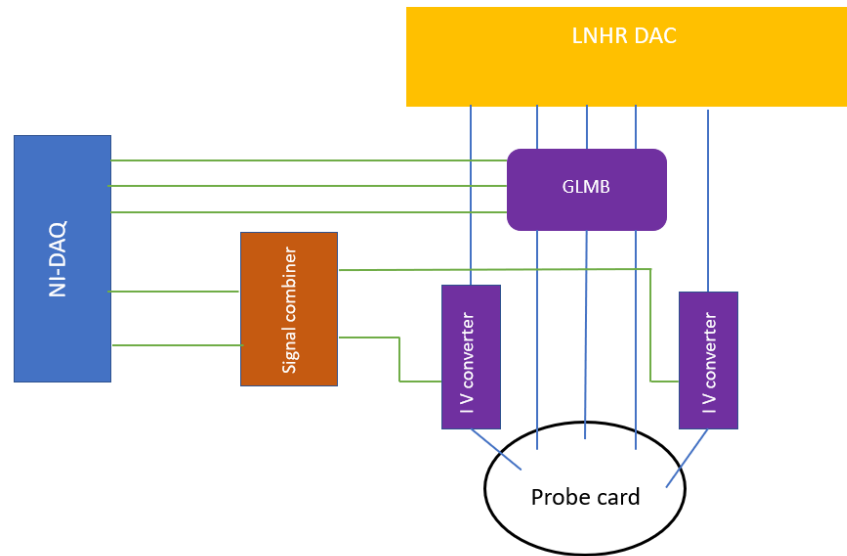 LNHR DAC
GLMB
NI-DAQ
Signal combiner
I V converter
I V converter
Probe card